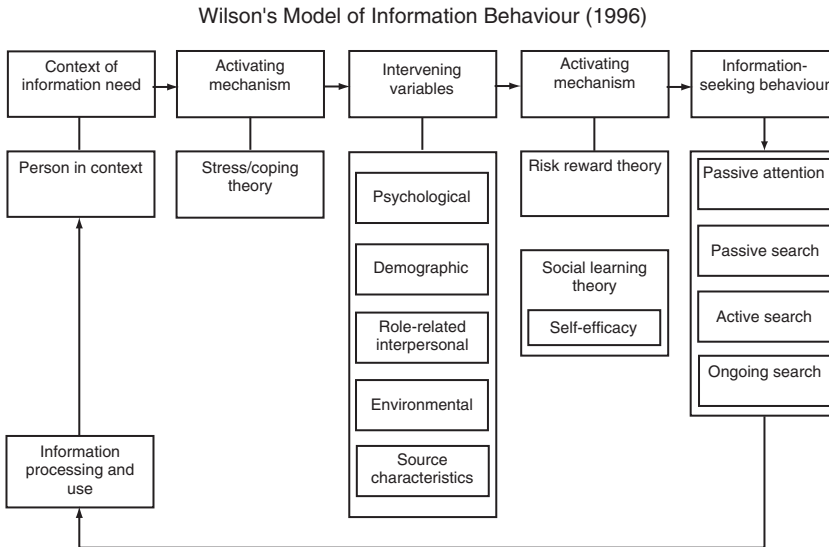 Wilson's Model of Information Behaviour (1996)
Context of
information need
Activating
mechanism
Intervening
variables
Activating
mechanism
Information-
seeking behaviour
Person in context
Stress/coping
theory
Psychological
Demographic
Role-related
interpersonal
Environmental
Source
characteristics
Risk reward theory
Social learning
theory
Self-efficacy
Passive attention
Passive search
Active search
Ongoing search
Information
processing and
use